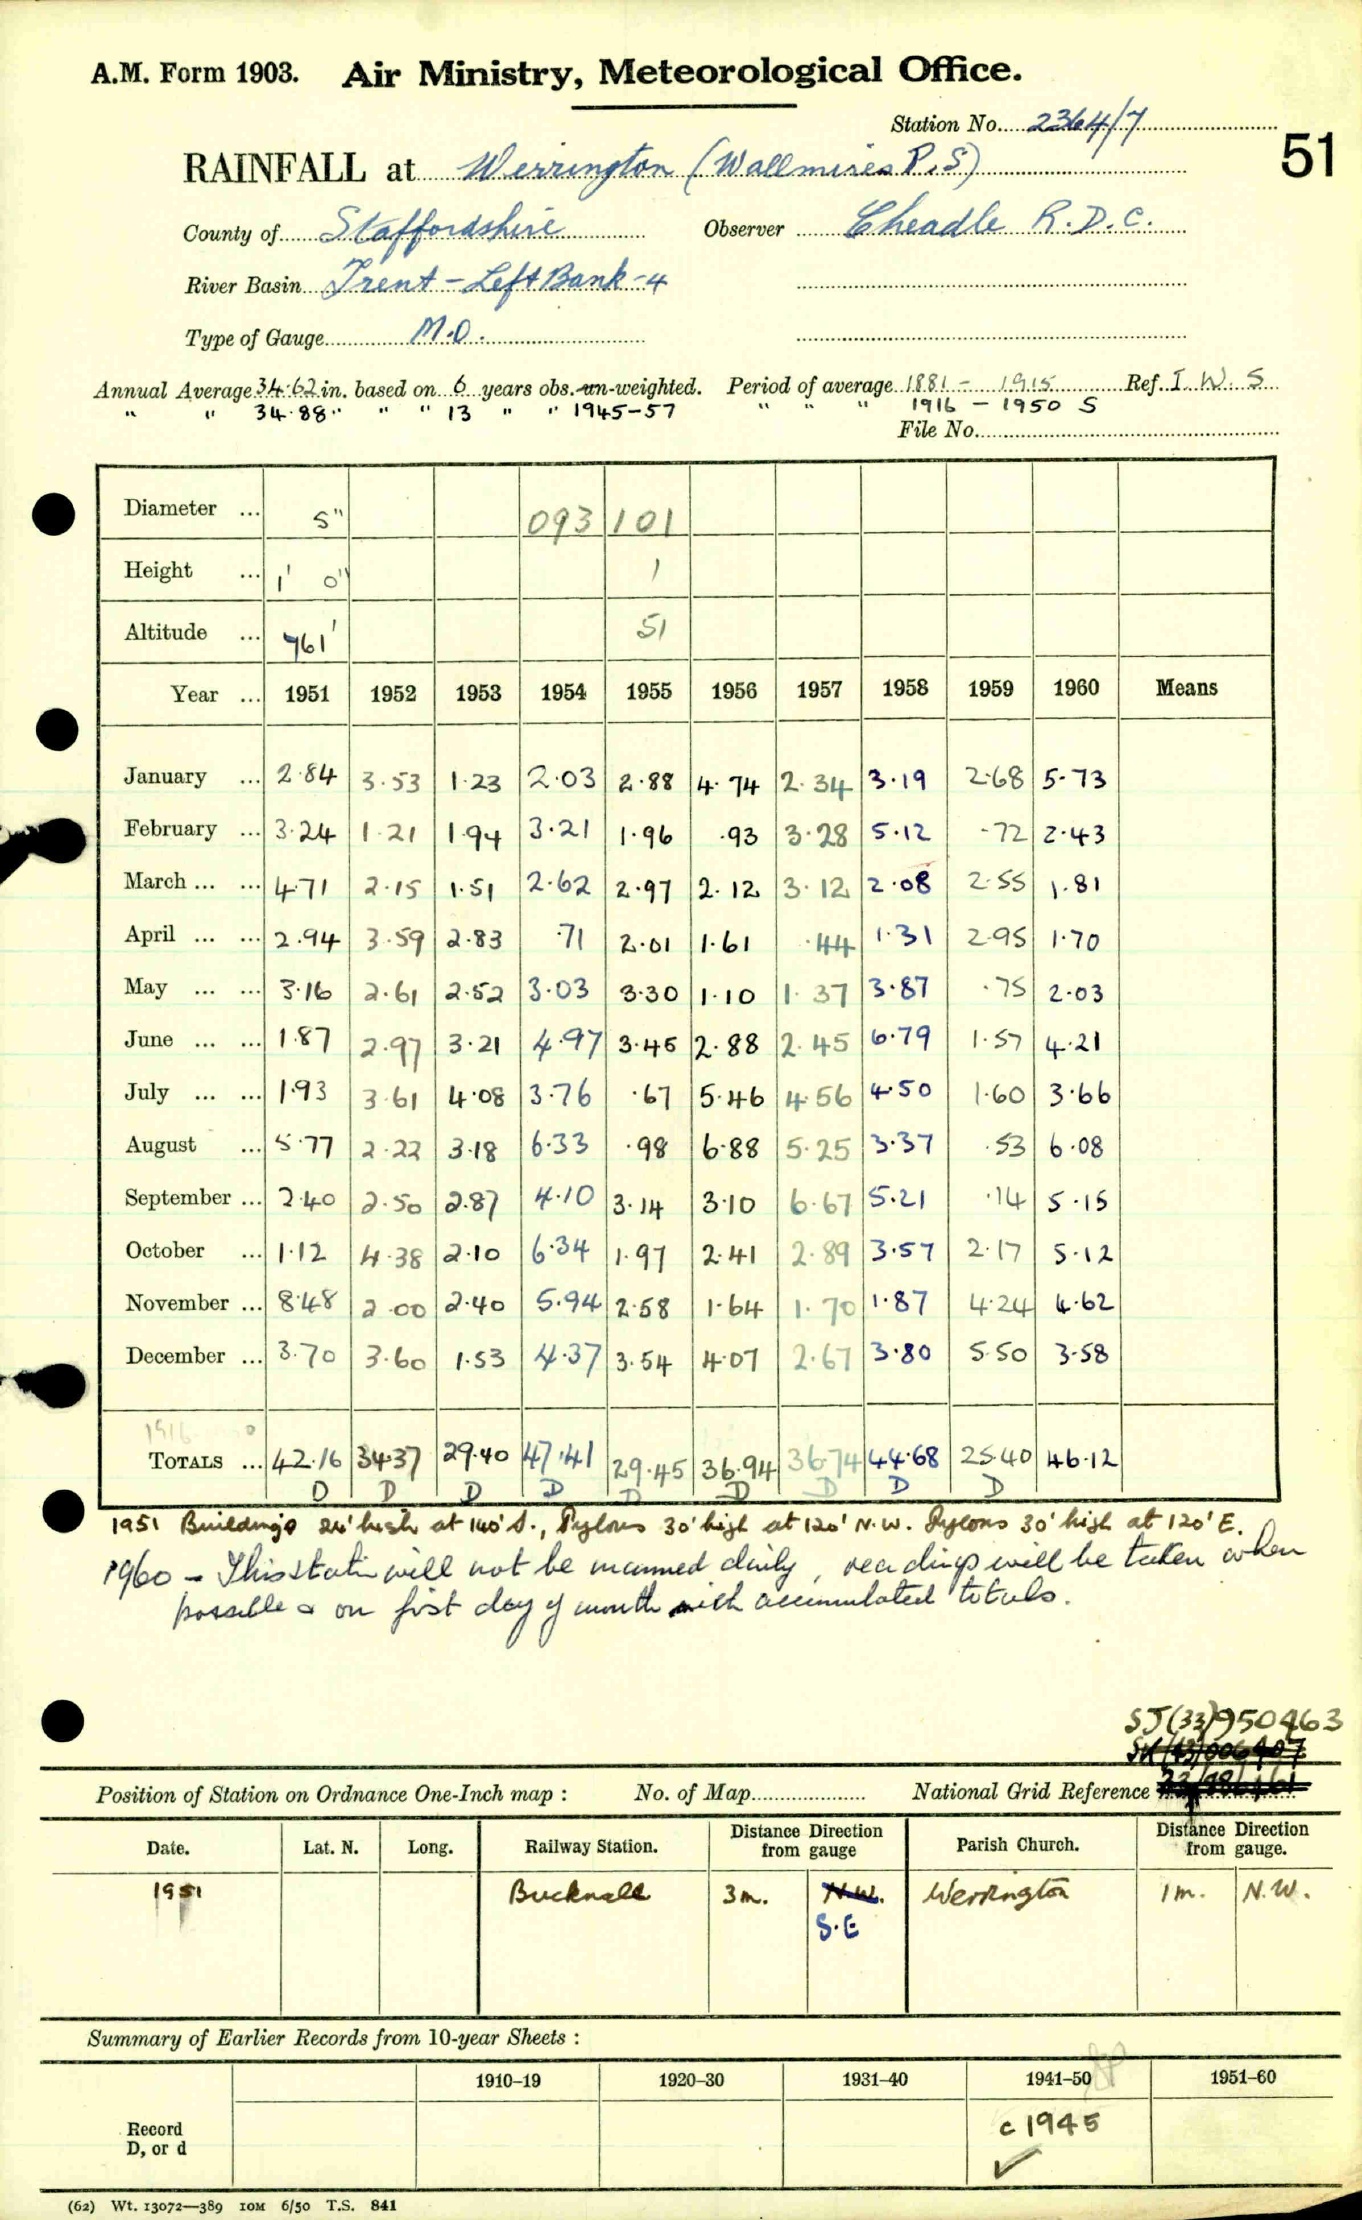 A.M. Form 1903. Air Ministry, Meteorological Office.
Station No. 2364/7
51
RAINFALL at Werrington (Wallmires P.S)
County of Staffordshire Observer Cheadle R.D.C.
River Basin Trent - Left Bank - 4
Type of Gauge M.O.
Annual Average 34.62 in. based on 6 years obs. un-weighted. Period of average 1881 - 1915 Ref. I. W. S
" " 34.88 " " " 13 " " 1945-57 " " " 1916 - 1950 S
File No.
Diameter ... 5" 093 101
Height ... 1' 0" 1
Altitude ... 761' 51
Year ... 1951 1952 1953 1954 1955 1956 1957 1958 1959 1960 Means
January ... 2.84 3.53 1.23 2.03 2.88 4.74 2.34 3.19 2.68 5.73
February ... 3.24 1.21 1.94 3.21 1.96 .93 3.28 5.12 .72 2.43
March ... ... 4.71 2.15 1.51 2.62 2.97 2.12 3.12 2.08 2.55 1.81
April ... ... 2.94 3.59 2.83 .71 2.01 1.61 .44 1.31 2.95 1.70
May ... ... 3.16 2.61 2.52 3.03 3.30 1.10 1.37 3.87 .75 2.03
June ... ... 1.87 2.97 3.21 4.97 3.45 2.88 2.45 6.79 1.57 4.21
July ... ... 1.93 3.61 4.08 3.76 .67 5.46 4.56 4.50 1.60 3.66
August ... 5.77 2.22 3.18 6.33 .98 6.88 5.25 3.37 .53 6.08
September ... 2.40 2.50 2.87 4.10 3.14 3.10 6.67 5.21 .14 5.15
October ... 1.12 4.38 2.10 6.34 1.97 2.41 2.89 3.57 2.17 5.12
November ... 8.48 2.00 2.40 5.94 2.58 1.64 1.70 1.87 4.24 4.62
December ... 3.70 3.60 1.53 4.37 3.54 4.07 2.67 3.80 5.50 3.58
TOTALS ... 42.16 34.37 29.40 47.41 29.45 36.94 36.74 44.68 25.40 46.12
D D D D D D D D D
1951 Buildings 24' high at 140' S., Pylons 30' high at 120' N.W. Pylons 30' high at 120' E.
1960 - This station will not be manned daily, readings will be taken when
possible & on first day of month with accumulated totals.
SJ(33)950463
Position of Station on Ordnance One-Inch map : No. of Map National Grid Reference
Date. Lat. N. Long. Railway Station. Distance Direction from gauge Parish Church. Distance Direction from gauge.
1951 Bucknall 3m. N.W. Werrington 1m. N.W.
S.E
Summary of Earlier Records from 10-year Sheets :
1910–19 1920–30 1931–40 1941–50 1951–60
Record D, or d c 1945
✓
(62) Wt. 13072—389 10M 6/50 T.S. 841